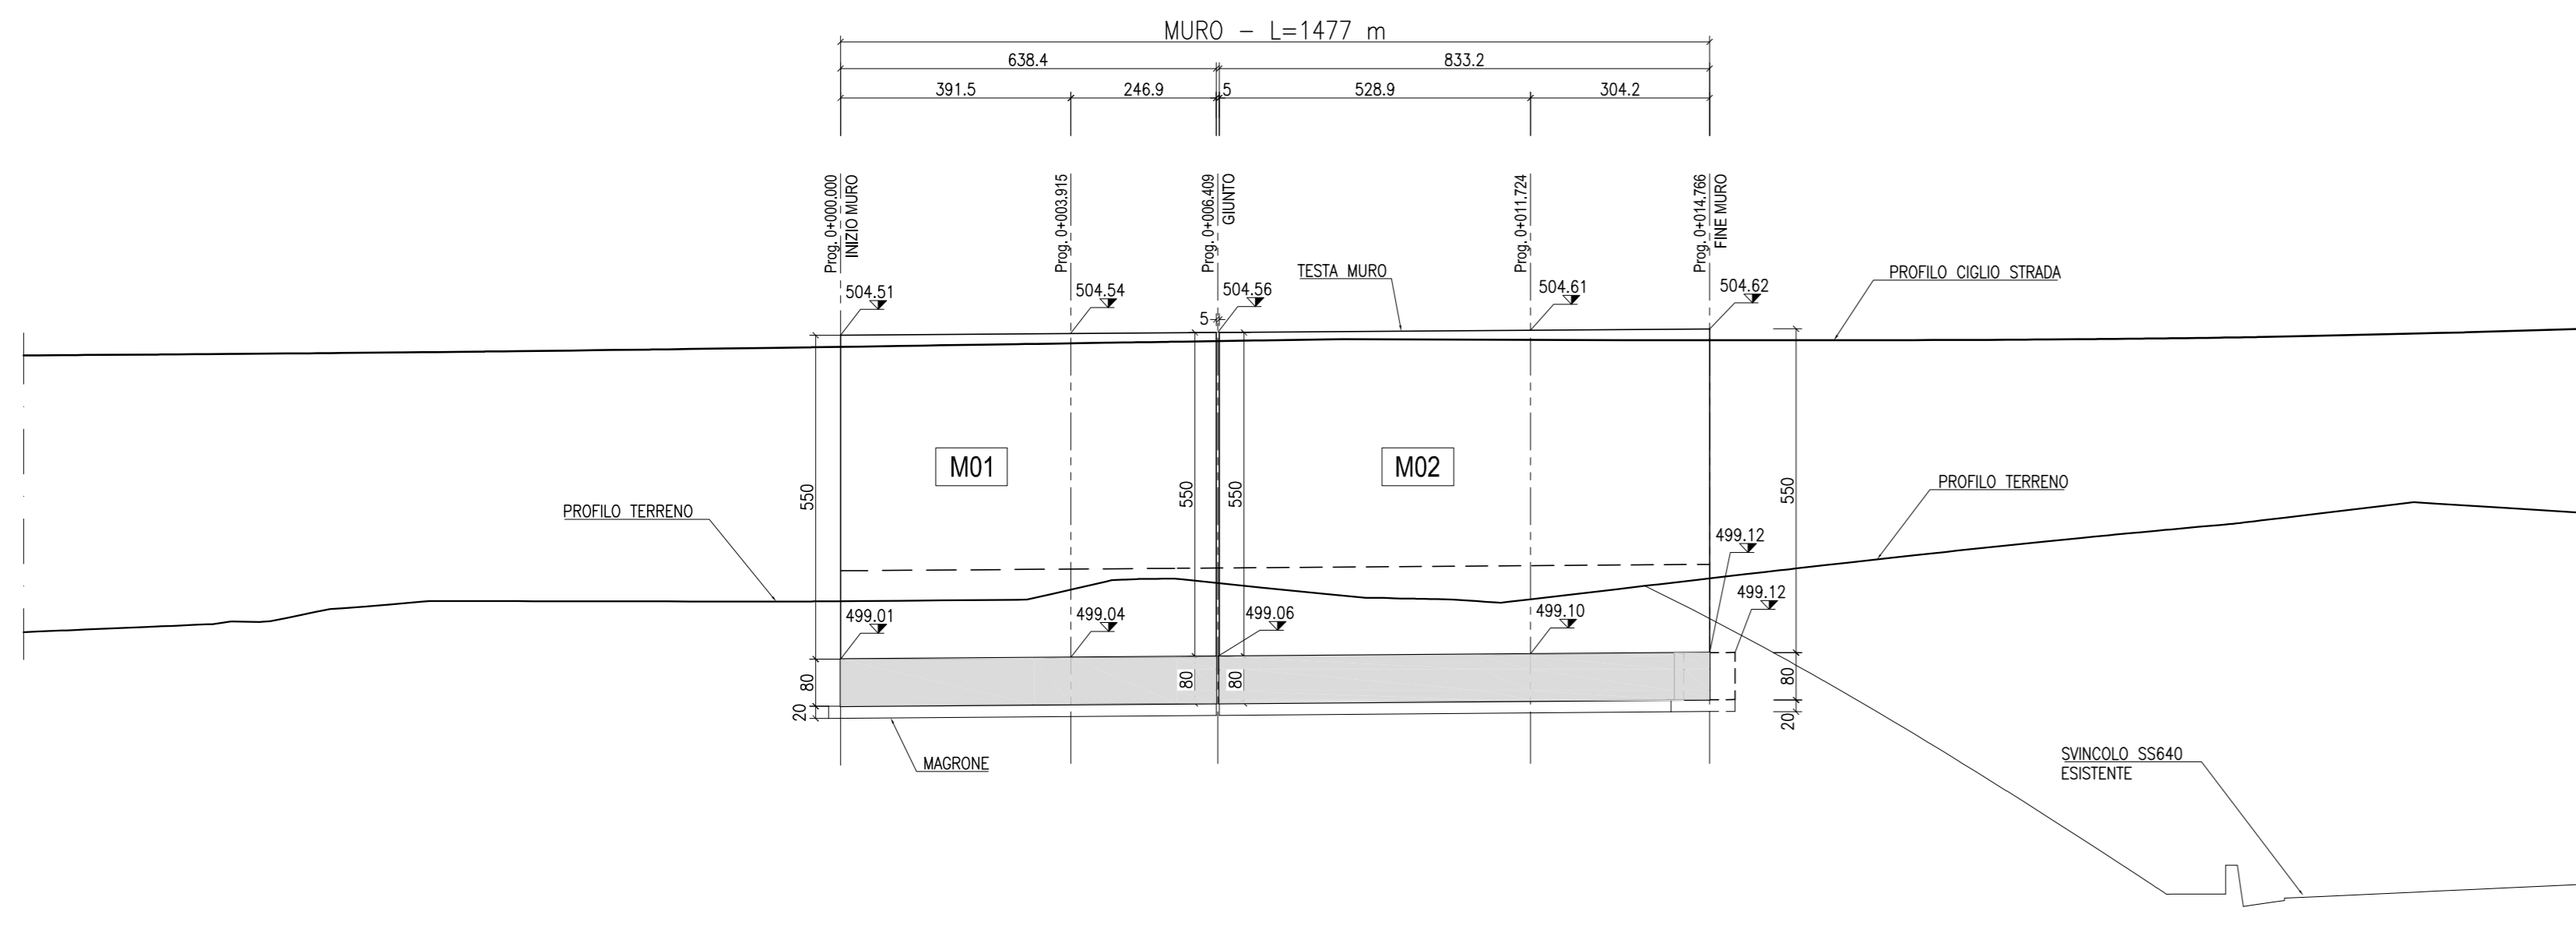 MURO - L=1477 m
638.4
833.2
391.5
246.9
5
528.9
304.2
Prog. 0+000.000
INIZIO MURO
Prog. 0+003.915
Prog. 0+006.409
GIUNTO
Prog. 0+011.724
Prog. 0+014.766
FINE MURO
TESTA MURO
PROFILO CIGLIO STRADA
504.51
504.54
504.56
504.61
504.62
5
M01
M02
550
550
550
550
PROFILO TERRENO
PROFILO TERRENO
499.12
499.12
499.01
499.04
499.06
499.10
80
80
80
80
20
20
MAGRONE
SVINCOLO SS640
ESISTENTE